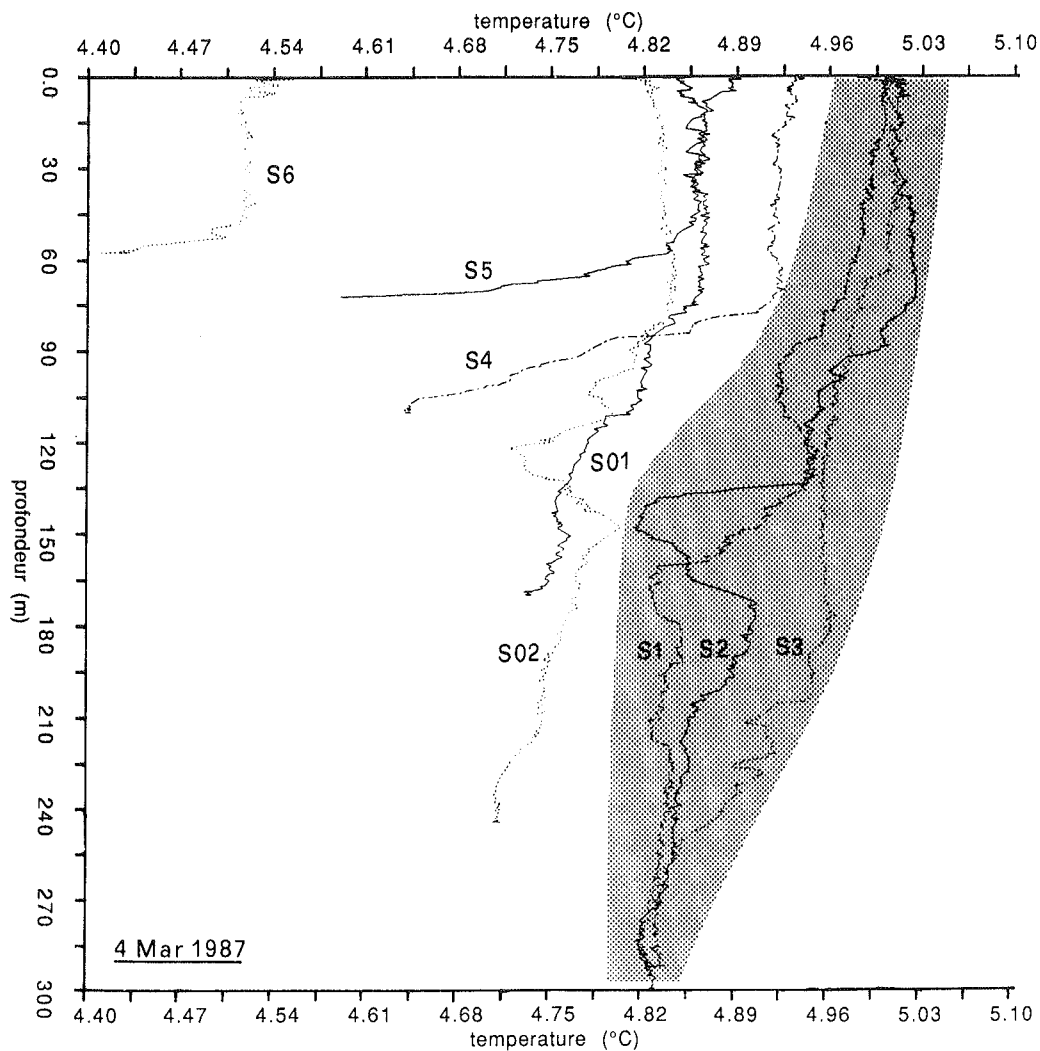 temperature (°C)
4.40 4.47 4.54 4.61 4.68 4.75 4.82 4.89 4.96 5.03 5.10
0.0
30
60
90
120
150
180
210
240
270
300
profondeur (m)
S6
S5
S4
S01
S02
S1 S2 S3
4 Mar 1987
4.40 4.47 4.54 4.61 4.68 4.75 4.82 4.89 4.96 5.03 5.10
temperature (°C)